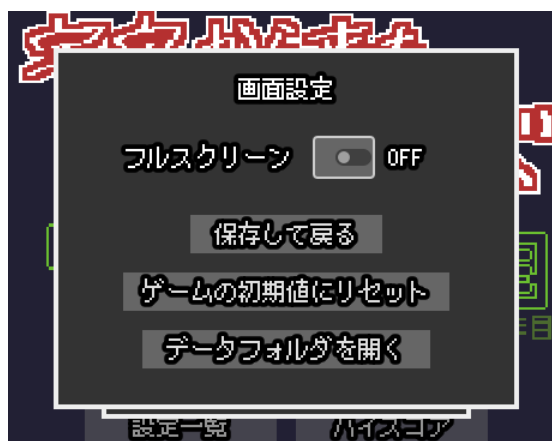 画面設定
フルスクリーン OFF
保存して戻る
ゲームの初期値にリセット
データフォルダを開く
設定一覧 ハイスコア